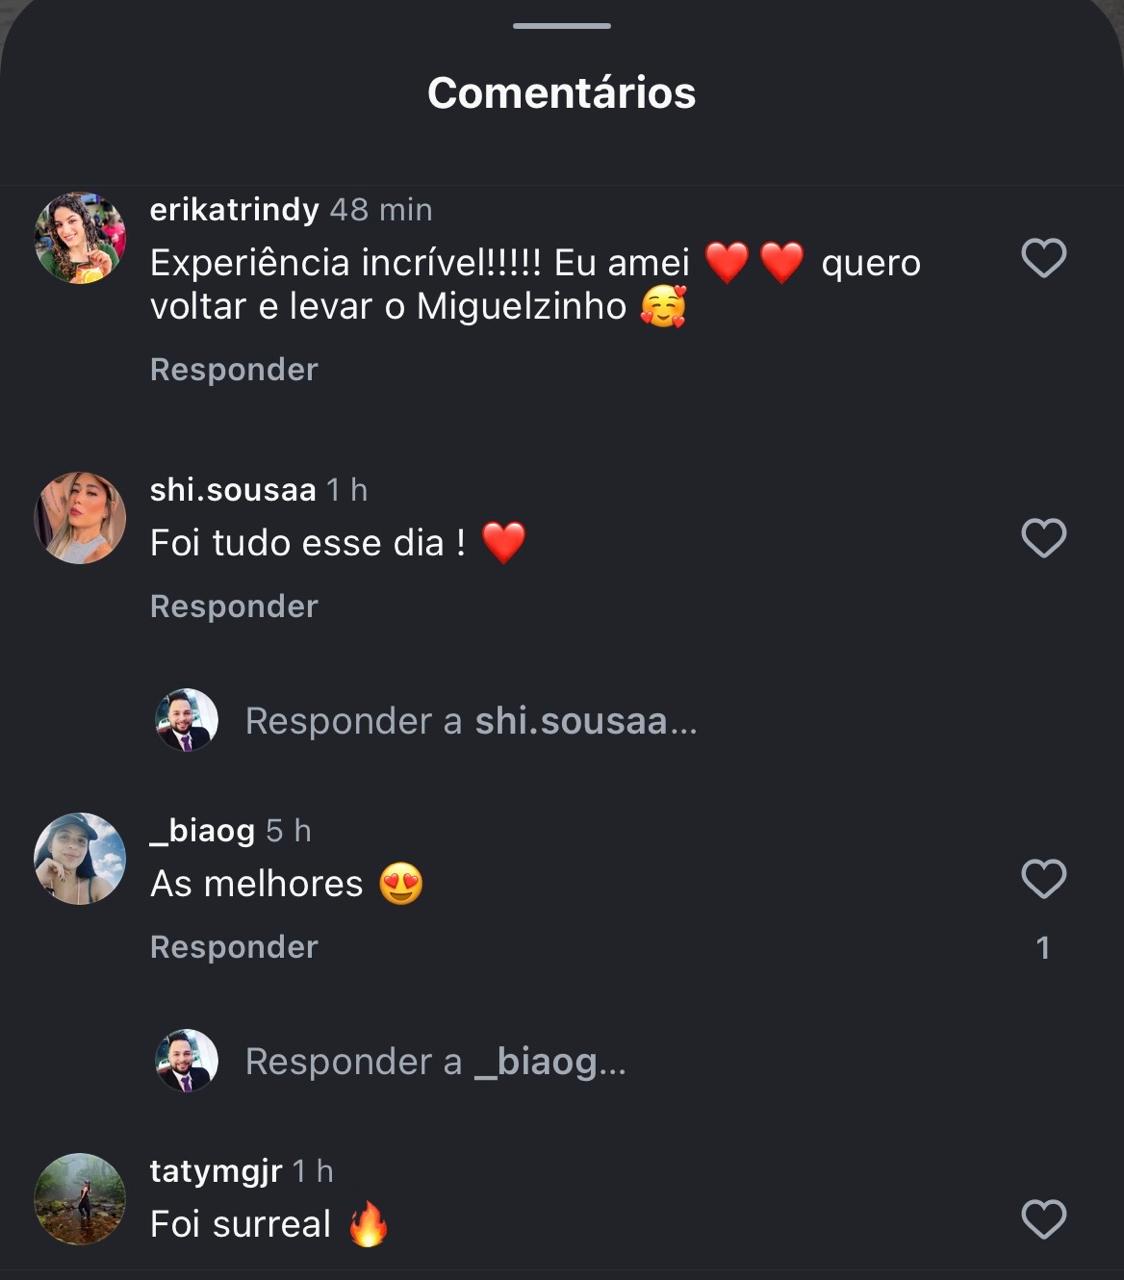 Comentários
erikatrindy 48 min
Experiência incrível!!!!! Eu amei ❤️❤️ quero
voltar e levar o Miguelzinho 🥰
Responder
shi.sousaa 1 h
Foi tudo esse dia ! ❤️
Responder
Responder a shi.sousaa...
_biaog 5 h
As melhores 😍
Responder
1
Responder a _biaog...
tatymgjr 1 h
Foi surreal 🔥